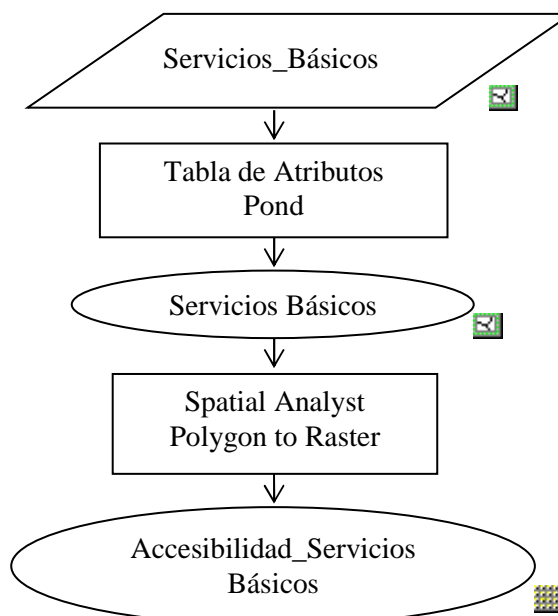 Servicios_Básicos
Tabla de Atributos
Pond
Servicios Básicos
Spatial Analyst
Polygon to Raster
Accesibilidad_Servicios
Básicos